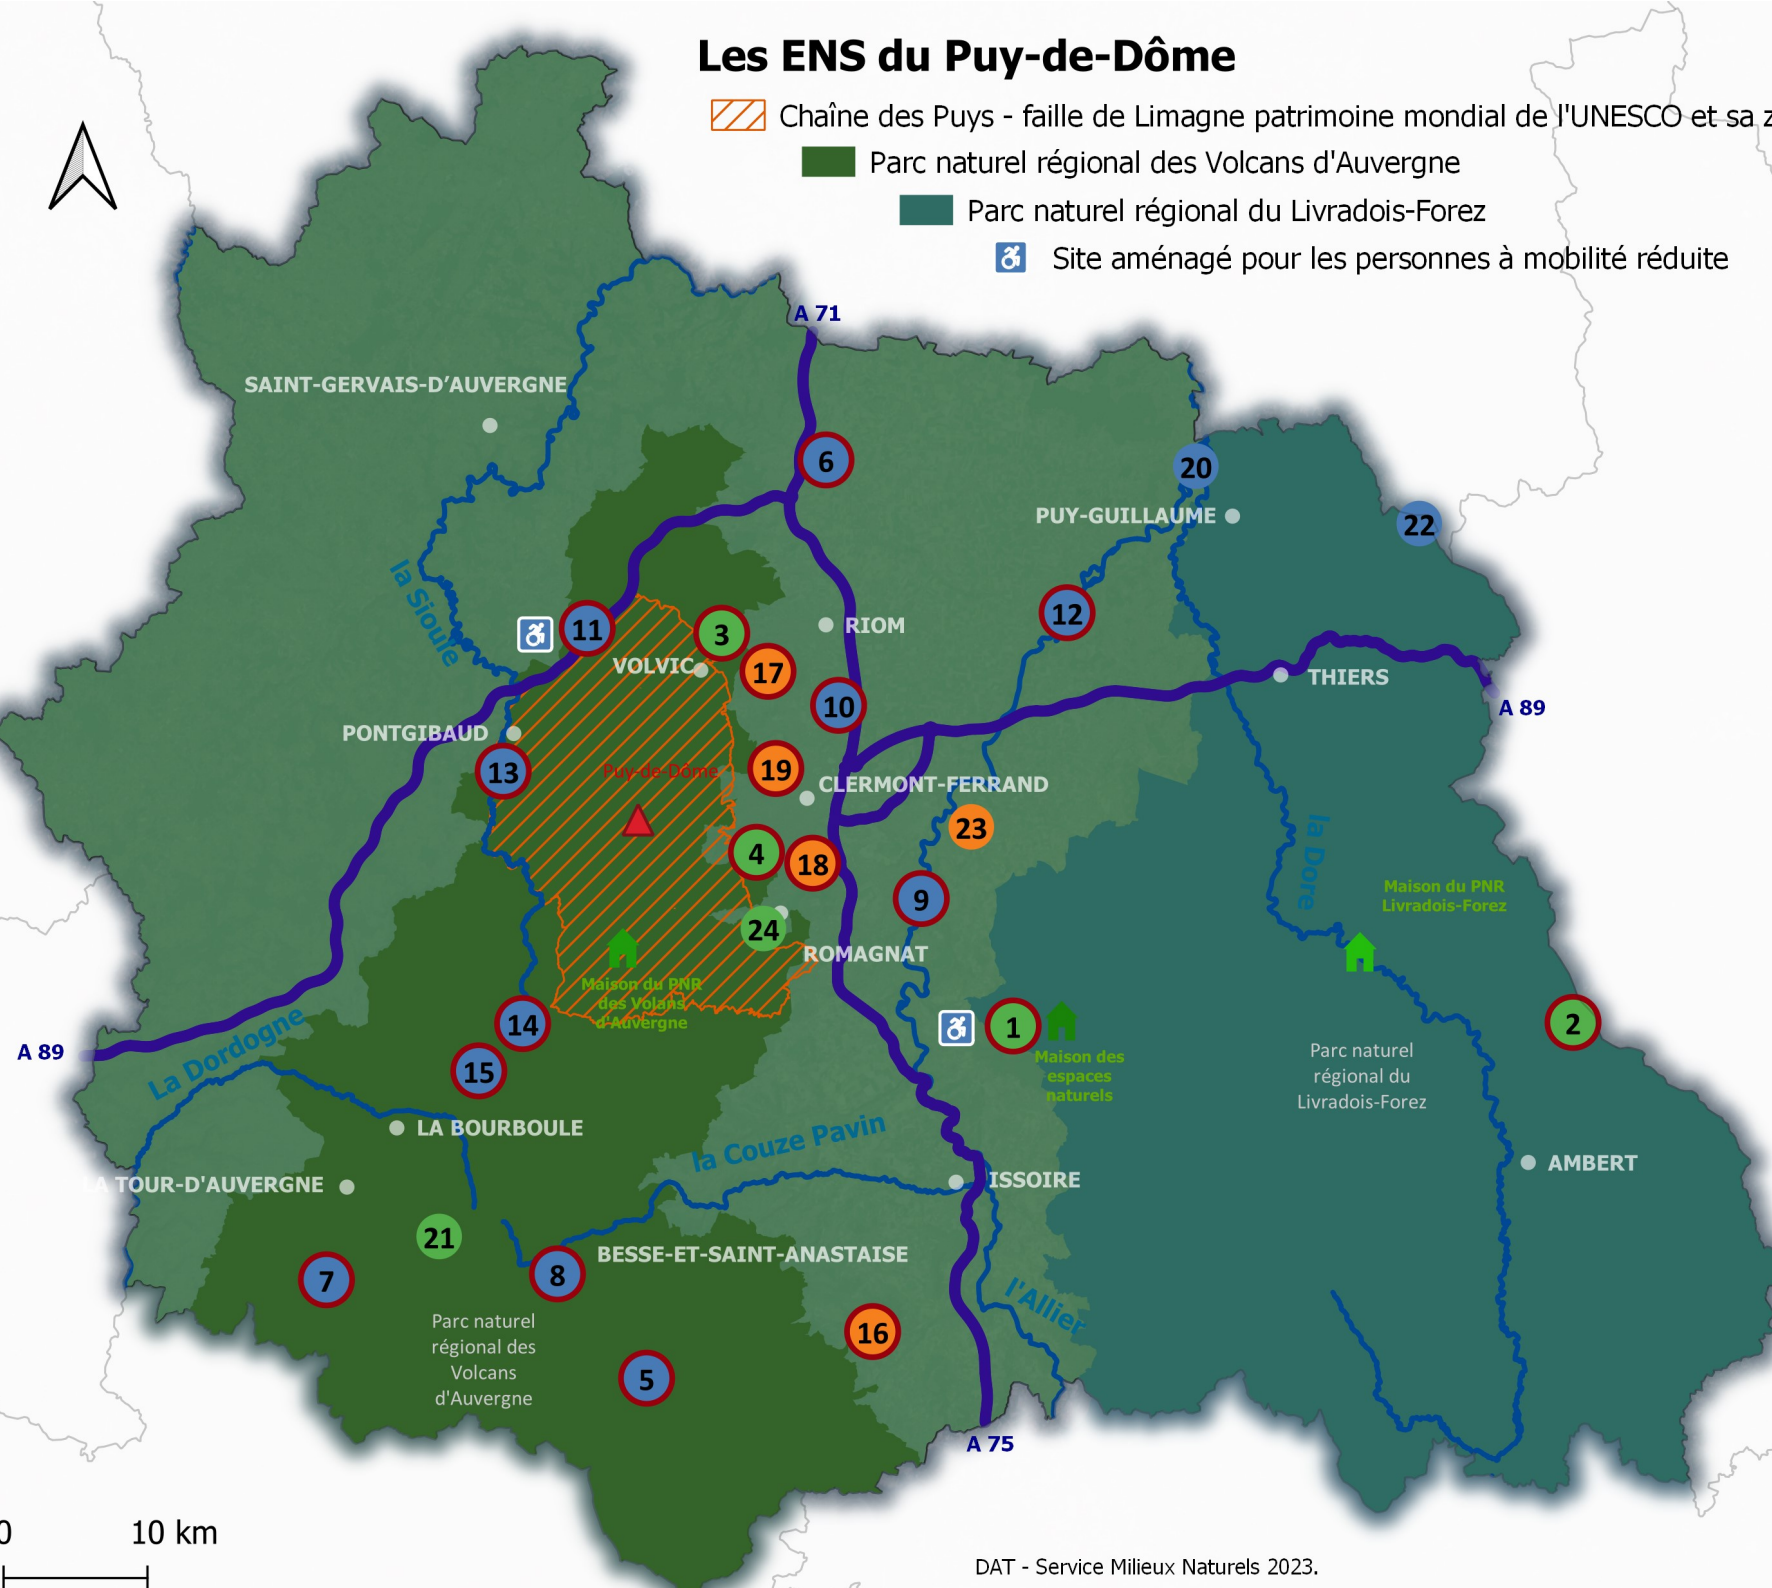 Les ENS du Puy-de-Dôme
Chaîne des Puys - faille de Limagne patrimoine mondial de l'UNESCO et sa z
Parc naturel régional des Volcans d'Auvergne
Parc naturel régional du Livradois-Forez
Site aménagé pour les personnes à mobilité réduite
A 71
SAINT-GERVAIS-D'AUVERGNE
6
20
PUY-GUILLAUME
22
la Sioule
12
11
3
RIOM
VOLVIC
17
THIERS
10
A 89
PONTGIBAUD
13
Puy-de-Dôme
19
CLERMONT-FERRAND
23
la Dore
4
18
9
Maison du PNR
Livradois-Forez
24
ROMAGNAT
Maison du PNR
des Volans
d'Auvergne
14
1
2
A 89
La Dordogne
15
Maison des
espaces
naturels
Parc naturel
régional du
Livradois-Forez
LA BOURBOULE
la Couze Pavin
AMBERT
LA TOUR-D'AUVERGNE
ISSOIRE
21
BESSE-ET-SAINT-ANASTAISE
7
8
l'Allier
Parc naturel
régional des
Volcans
d'Auvergne
16
5
A 75
0
10 km
DAT - Service Milieux Naturels 2023.